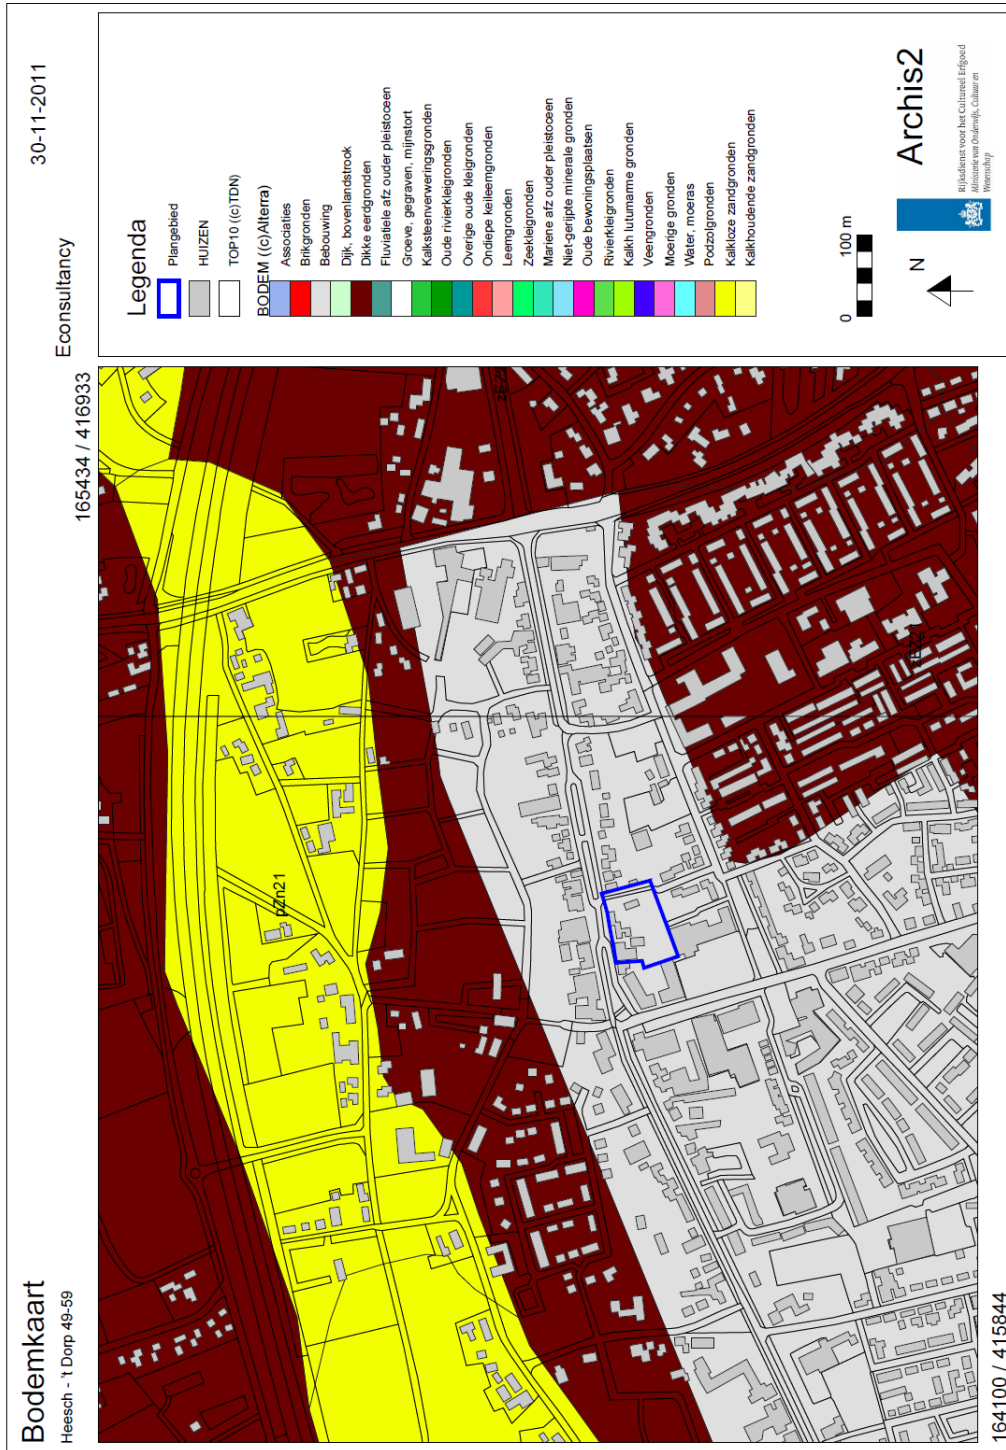 Bodemkaart
Heesch - 't Dorp 49-59
Econsultancy
30-11-2011
165434 / 416933
164100 / 415844
pZn21
Legenda
Plangebied
HUIZEN
TOP10 ((c)TDN)
BODEM ((c)Alterra)
Associaties
Brikgronden
Bebouwing
Dijk, bovenlandstrook
Dikke eerdgronden
Fluviatiele afz ouder pleistoceen
Groeve, gegraven, mijnstort
Kalksteenverweringsgronden
Oude rivierkleigronden
Overige oude kleigronden
Ondiepe keileemgronden
Leemgronden
Zeekleigronden
Mariene afz ouder pleistoceen
Niet-gerijpte minerale gronden
Oude bewoningsplaatsen
Rivierkleigronden
Kalkh lutumarme gronden
Veengronden
Moerige gronden
Water, moeras
Podzolgronden
Kalkloze zandgronden
Kalkhoudende zandgronden
0
100 m
N
Archis2
Rijksdienst voor het Cultureel Erfgoed
Ministerie van Onderwijs, Cultuur en
Wetenschap